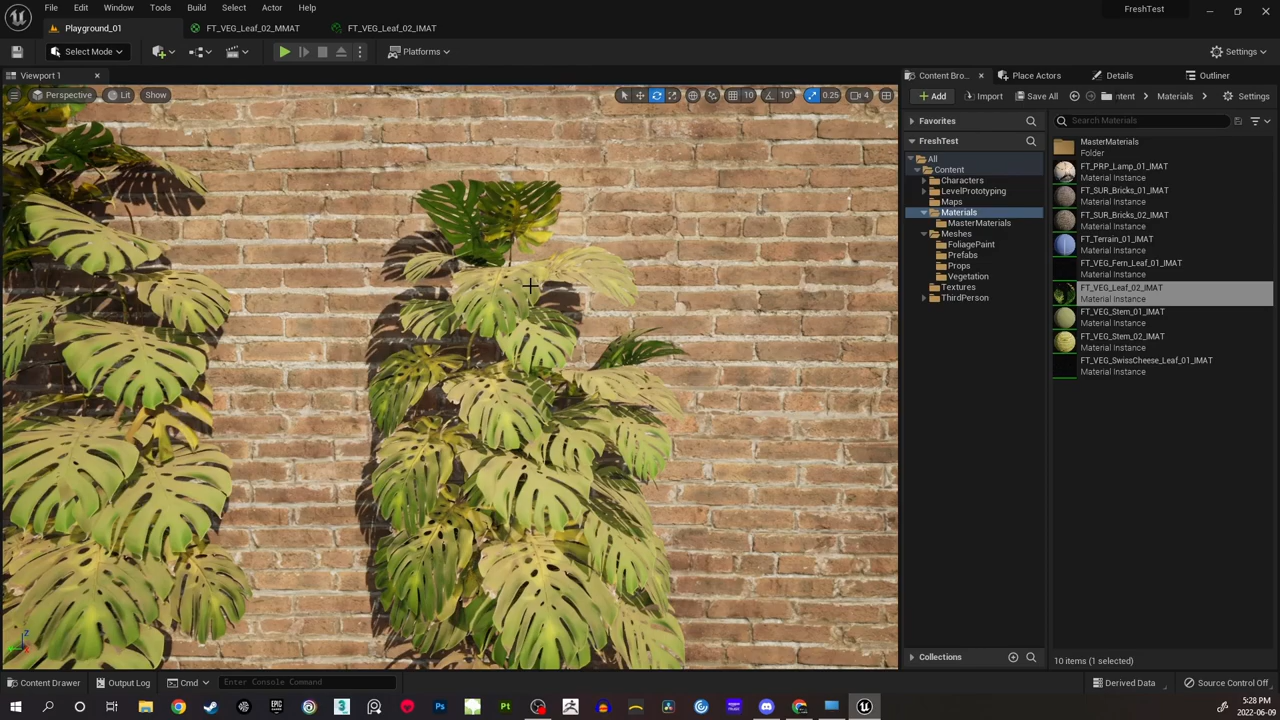 File Edit Window Tools Build Select Actor Help
FreshTest
Playground_01
FT_VEG_Leaf_02_MMAT
FT_VEG_Leaf_02_IMAT
Select Mode
Platforms
Settings
Viewport 1
Content Bro...
Place Actors
Details
Outliner
Perspective
Lit
Show
10
10°
0.25
4
Add
Import
Save All
ntent
Materials
Settings
Favorites
Search Materials
FreshTest
All
Content
Characters
LevelPrototyping
Maps
Materials
MasterMaterials
Meshes
FoliagePaint
Prefabs
Props
Vegetation
Textures
ThirdPerson
MasterMaterials
Folder
FT_PRP_Lamp_01_IMAT
Material Instance
FT_SUR_Bricks_01_IMAT
Material Instance
FT_SUR_Bricks_02_IMAT
Material Instance
FT_Terrain_01_IMAT
Material Instance
FT_VEG_Fern_Leaf_01_IMAT
Material Instance
FT_VEG_Leaf_02_IMAT
Material Instance
FT_VEG_Stem_01_IMAT
Material Instance
FT_VEG_Stem_02_IMAT
Material Instance
FT_VEG_SwissCheese_Leaf_01_IMAT
Material Instance
Collections
10 items (1 selected)
Content Drawer
Output Log
Cmd
Enter Console Command
Derived Data
Source Control Off
5:28 PM
2022-06-09